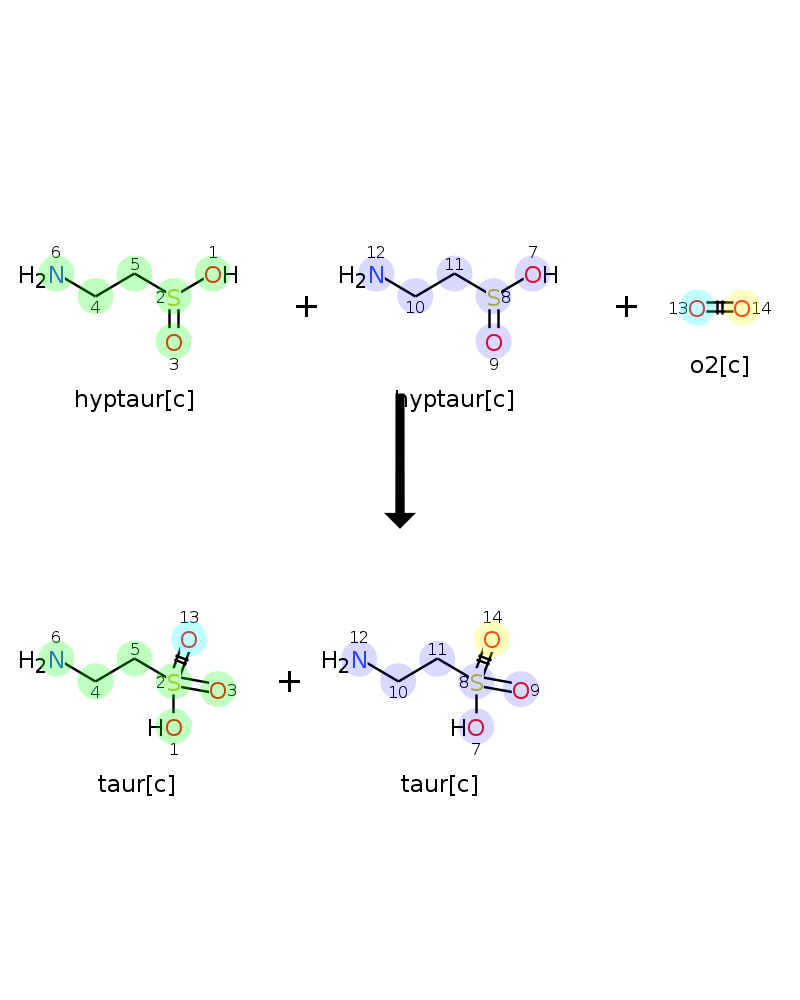 6 5 1 12 11 7
H2N 4 2 S OH + H2N 10 S 8 OH + 13 O O 14
O O
3 9
hyptaur[c] hyptaur[c] o2[c]
13 14
6 5 O 12 11 O
H2N 4 2 S O 3 + H2N 10 8 S O 9
HO HO
1 7
taur[c] taur[c]